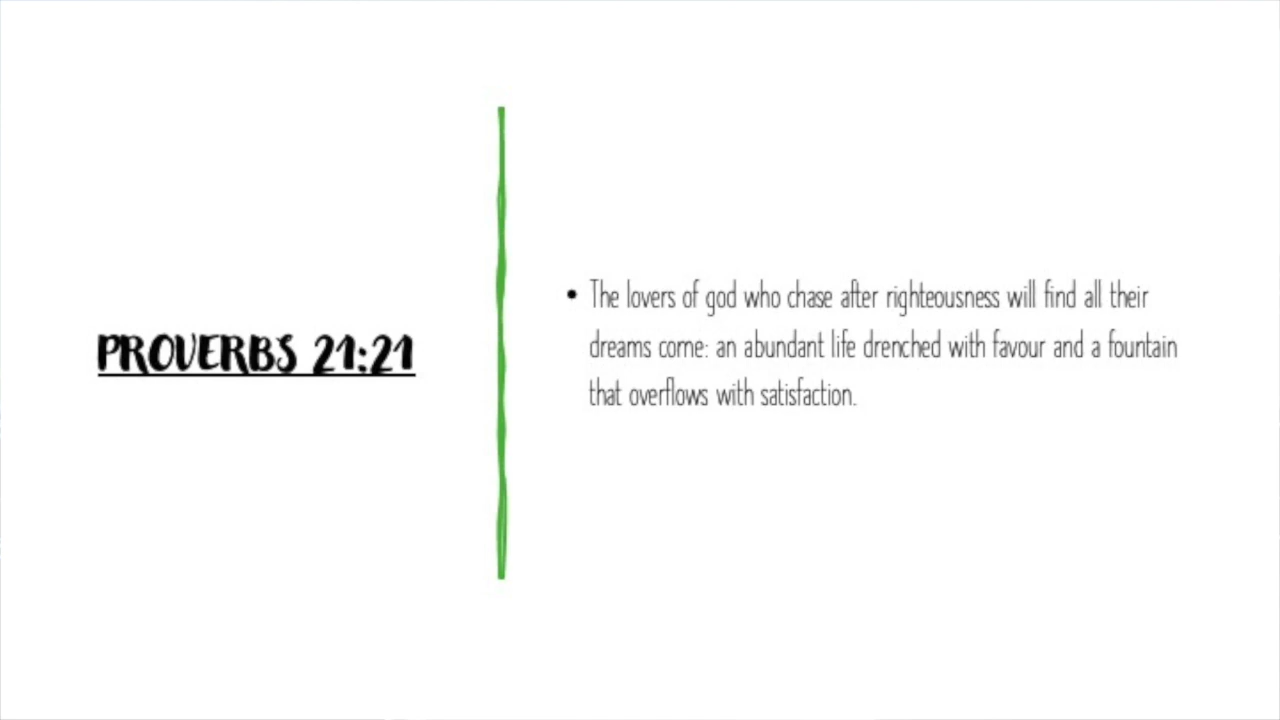 PROVERBS 21:21
• The lovers of god who chase after righteousness will find all their
dreams come: an abundant life drenched with favour and a fountain
that overflows with satisfaction.